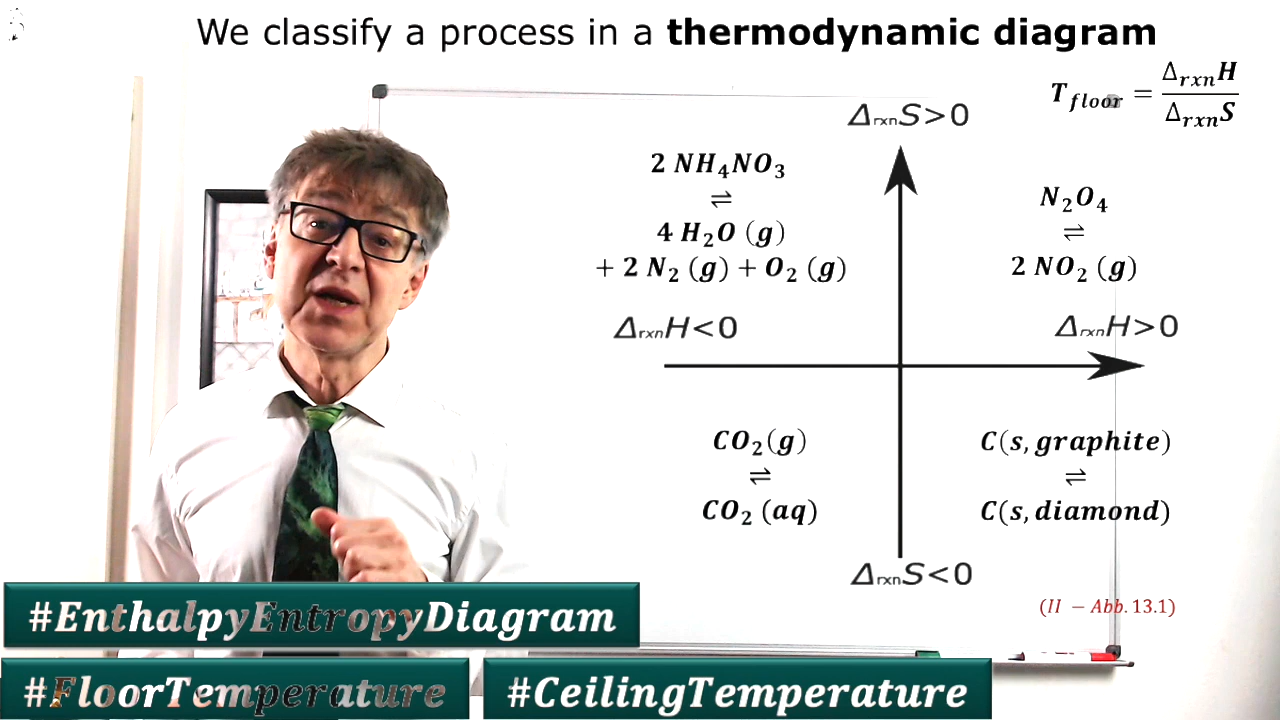 We classify a process in a thermodynamic diagram
T_floor = Δ_rxn H / Δ_rxn S
Δ_rxn S>0
2 NH₄NO₃
⇌
4 H₂O (g)
+ 2 N₂ (g) + O₂ (g)
N₂O₄
⇌
2 NO₂ (g)
Δ_rxn H<0
Δ_rxn H>0
CO₂(g)
⇌
CO₂ (aq)
C(s, graphite)
⇌
C(s, diamond)
Δ_rxn S<0
(II − Abb. 13.1)
#EnthalpyEntropyDiagram
#FloorTemperature
#CeilingTemperature